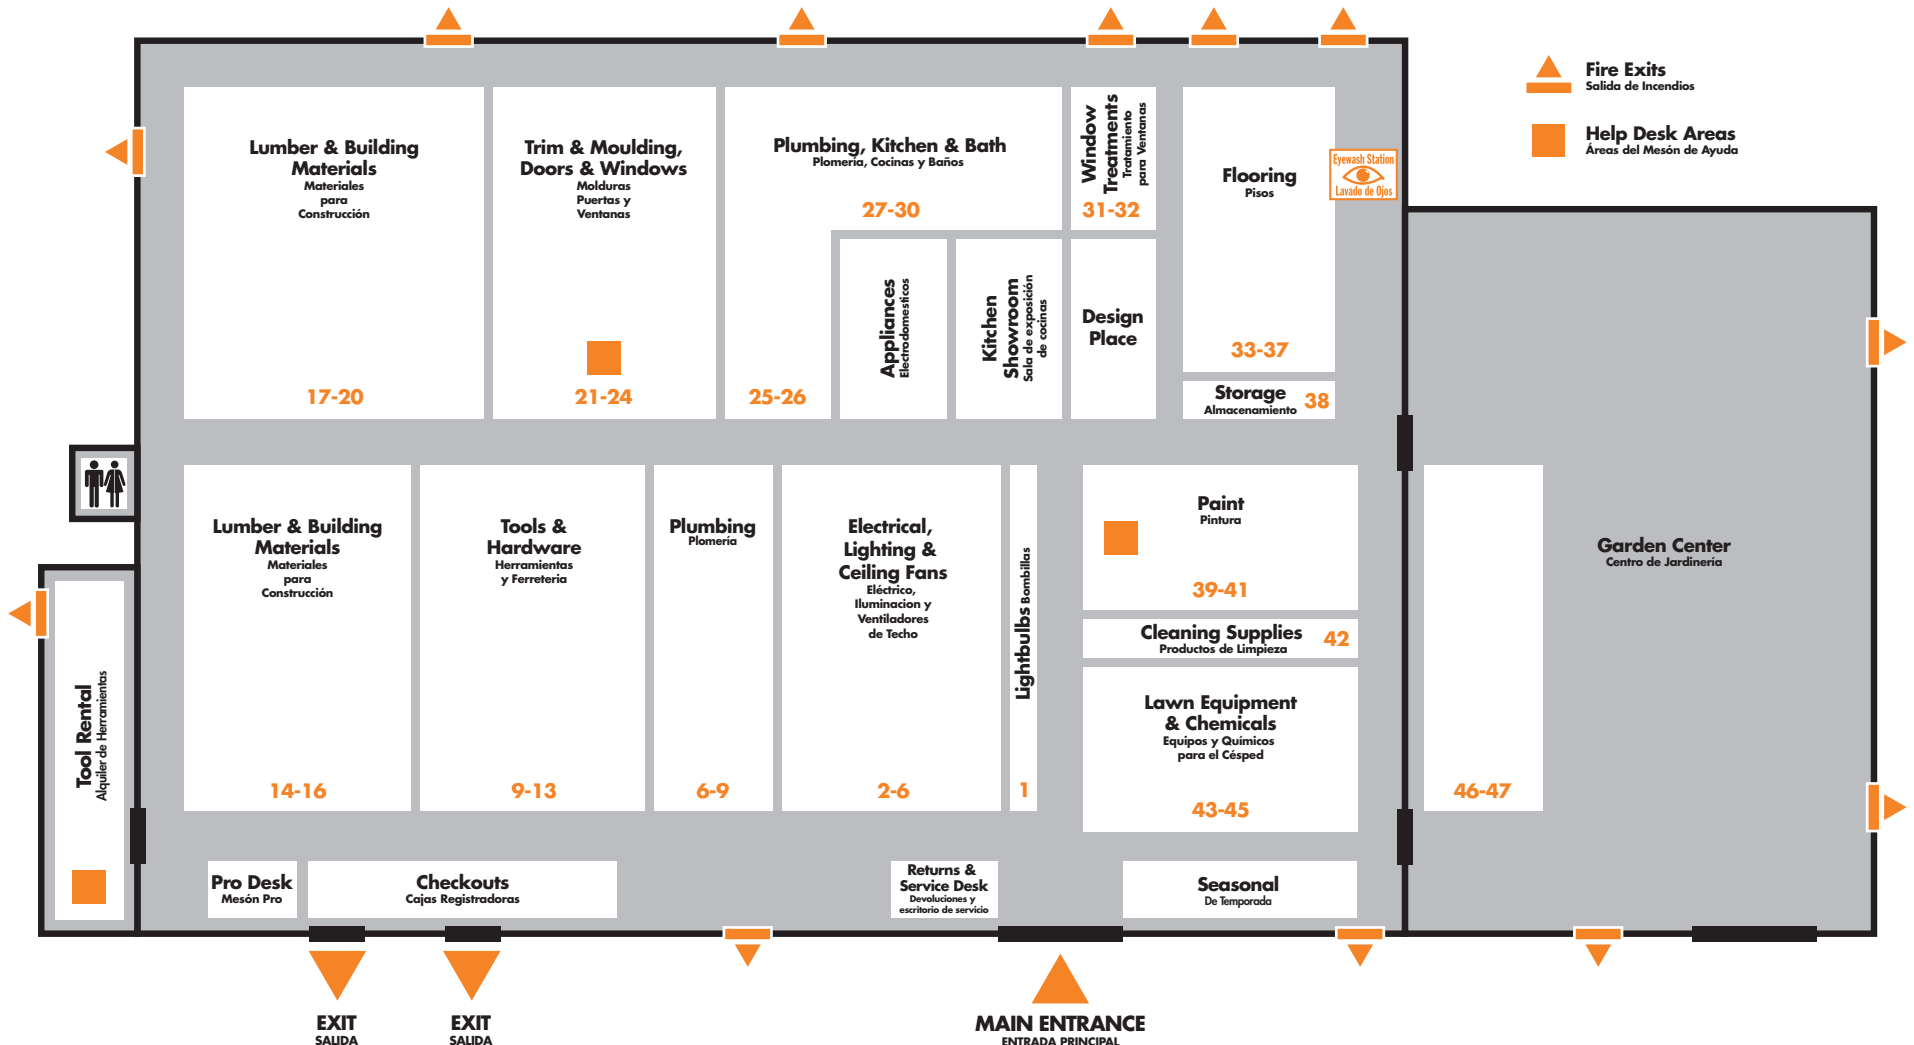 Fire Exits
Salida de Incendios
Help Desk Areas
Áreas del Mesón de Ayuda
Lumber & Building
Materials
Materiales
para
Construcción
17-20
Trim & Moulding,
Doors & Windows
Molduras
Puertas y
Ventanas
21-24
Plumbing, Kitchen & Bath
Plomería, Cocinas y Baños
27-30
25-26
Appliances
Electrodomesticos
Kitchen
Showroom
Sala de exposición
de cocinas
Window
Treatments
Tratamiento
para Ventanas
31-32
Design
Place
Flooring
Pisos
33-37
Eyewash Station
Lavado de Ojos
Storage
Almacenamiento
38
Lumber & Building
Materials
Materiales
para
Construcción
14-16
Tools &
Hardware
Herramientas
y Ferreteria
9-13
Plumbing
Plomería
6-9
Electrical,
Lighting &
Ceiling Fans
Eléctrico,
Iluminacion y
Ventiladores
de Techo
2-6
Lightbulbs Bombillas
1
Paint
Pintura
39-41
Cleaning Supplies
Productos de Limpieza
42
Lawn Equipment
& Chemicals
Equipos y Químicos
para el Césped
43-45
46-47
Garden Center
Centro de Jardinería
Tool Rental
Alquiler de Herramientas
Pro Desk
Mesón Pro
Checkouts
Cajas Registradoras
Returns &
Service Desk
Devoluciones y
escritorio de servicio
Seasonal
De Temporada
EXIT
SALIDA
EXIT
SALIDA
MAIN ENTRANCE
ENTRADA PRINCIPAL